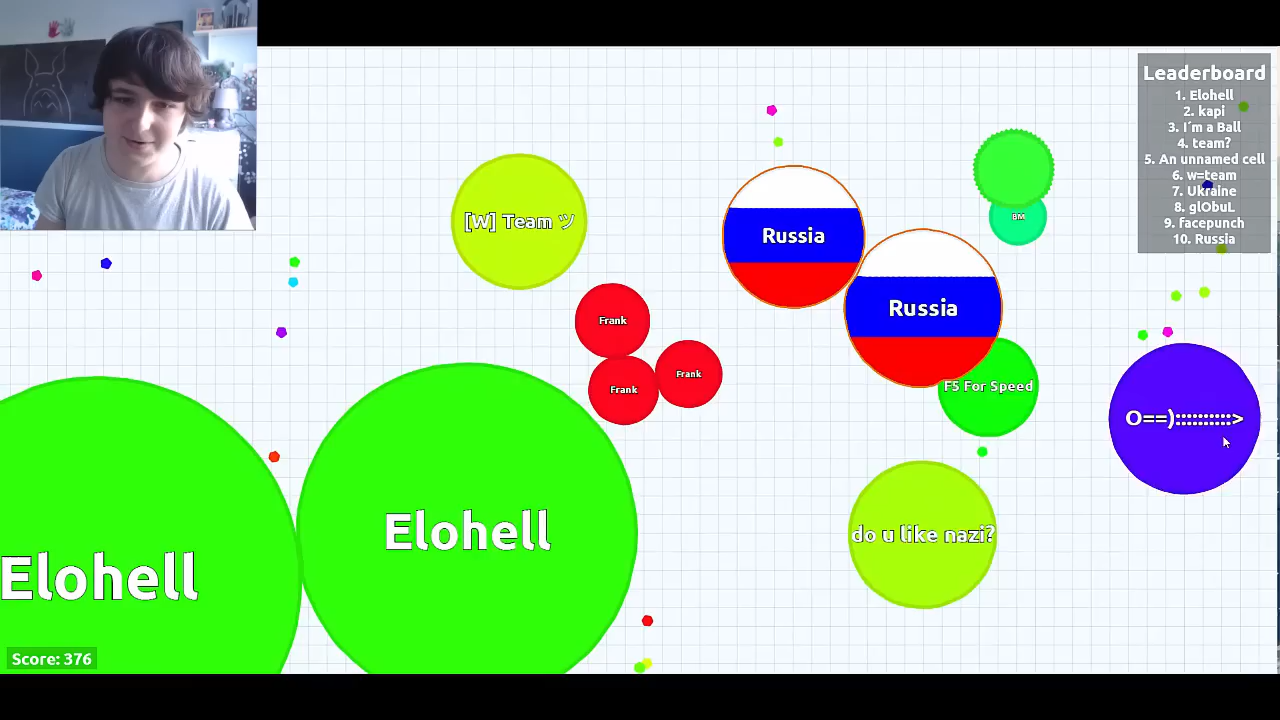 Leaderboard
1. Elohell
2. kapi
3. I´m a Ball
4. team?
5. An unnamed cell
6. w=team
7. Ukraine
8. glObuL
9. facepunch
10. Russia
[W] Team ツ
Russia
BM
Russia
Frank
Frank
Frank
F5 For Speed
O==):::::::::::>
Elohell
do u like nazi?
Elohell
Score: 376